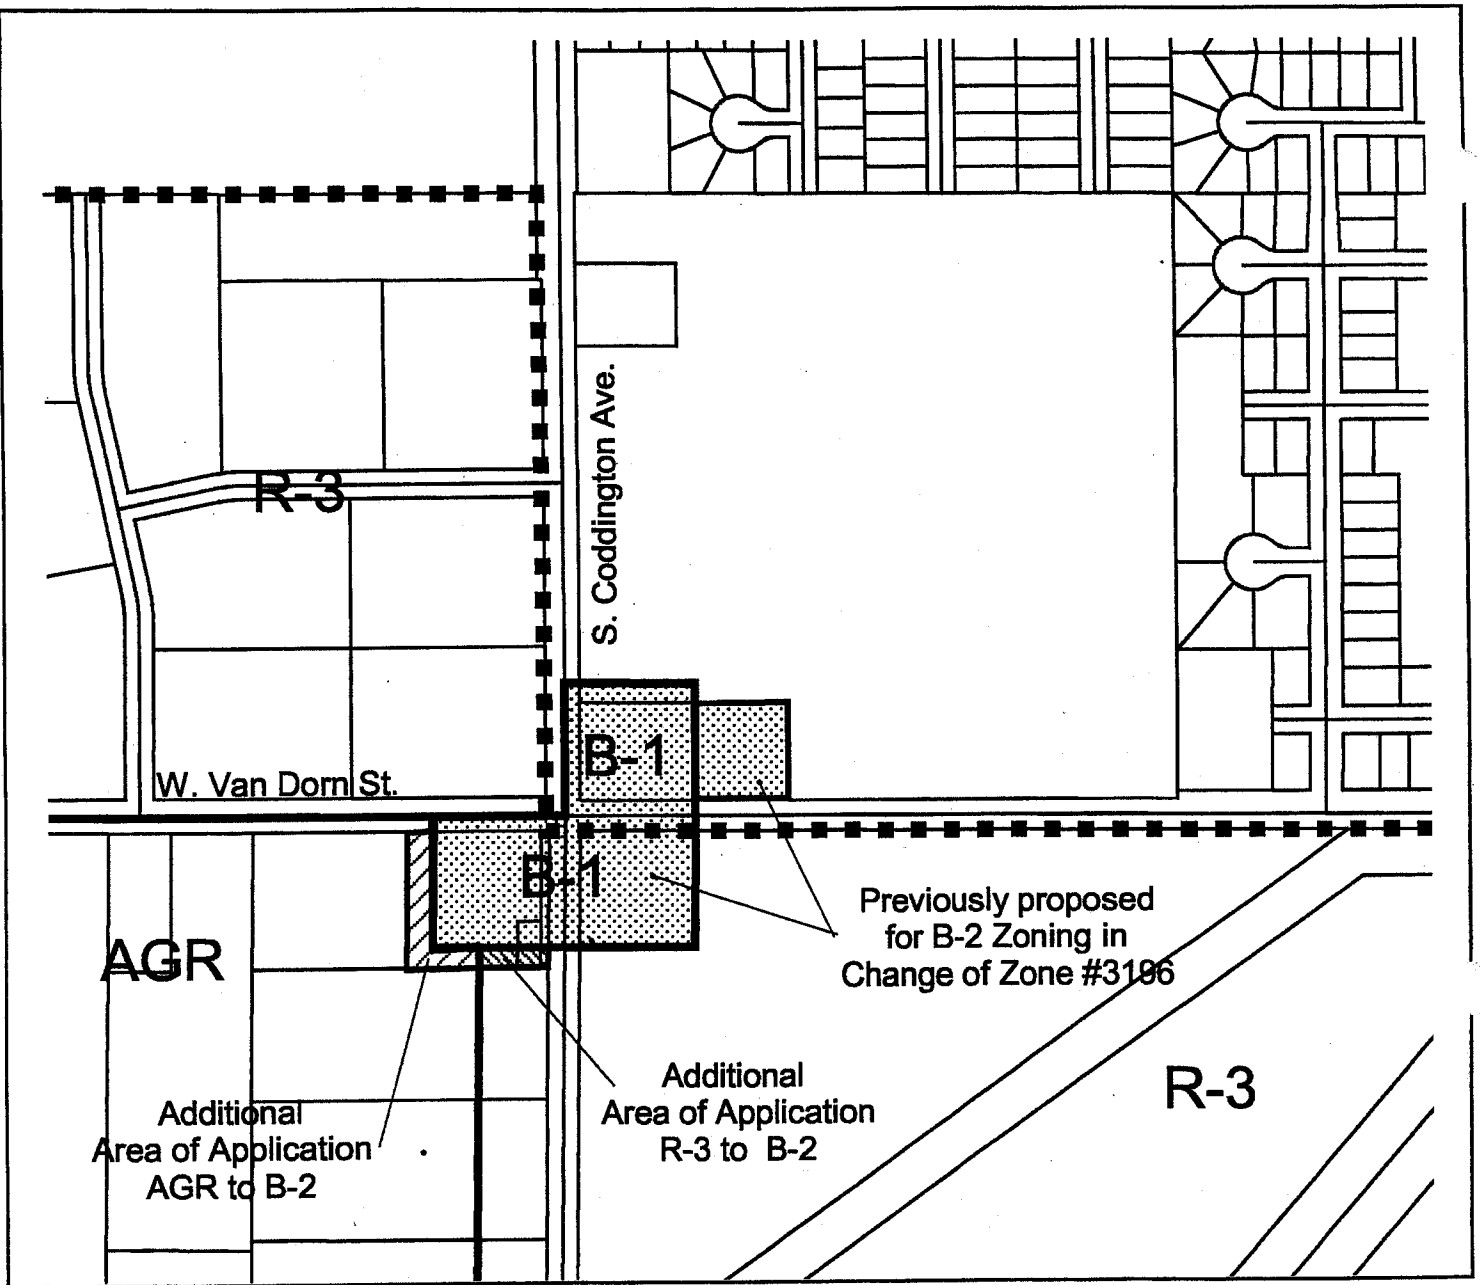 R-3
S. Coddington Ave.
B-1
W. Van Dorn St.
B-1
Previously proposed
for B-2 Zoning in
Change of Zone #3196
AGR
Additional
Area of Application
R-3 to B-2
R-3
Additional
Area of Application
AGR to B-2